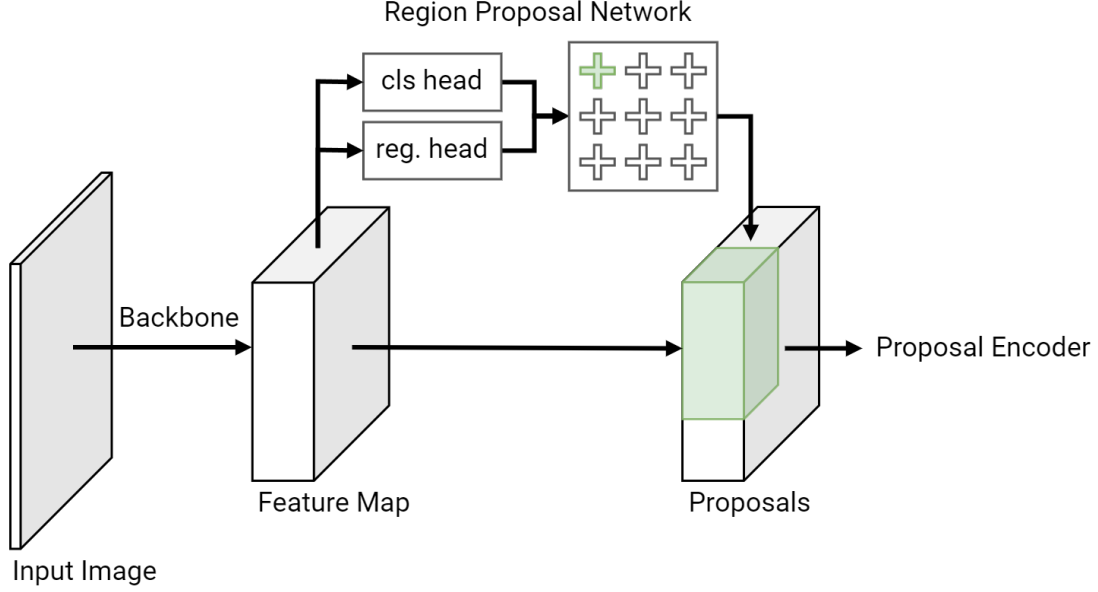 Region Proposal Network
cls head
reg. head
Backbone
Proposal Encoder
Feature Map
Proposals
Input Image